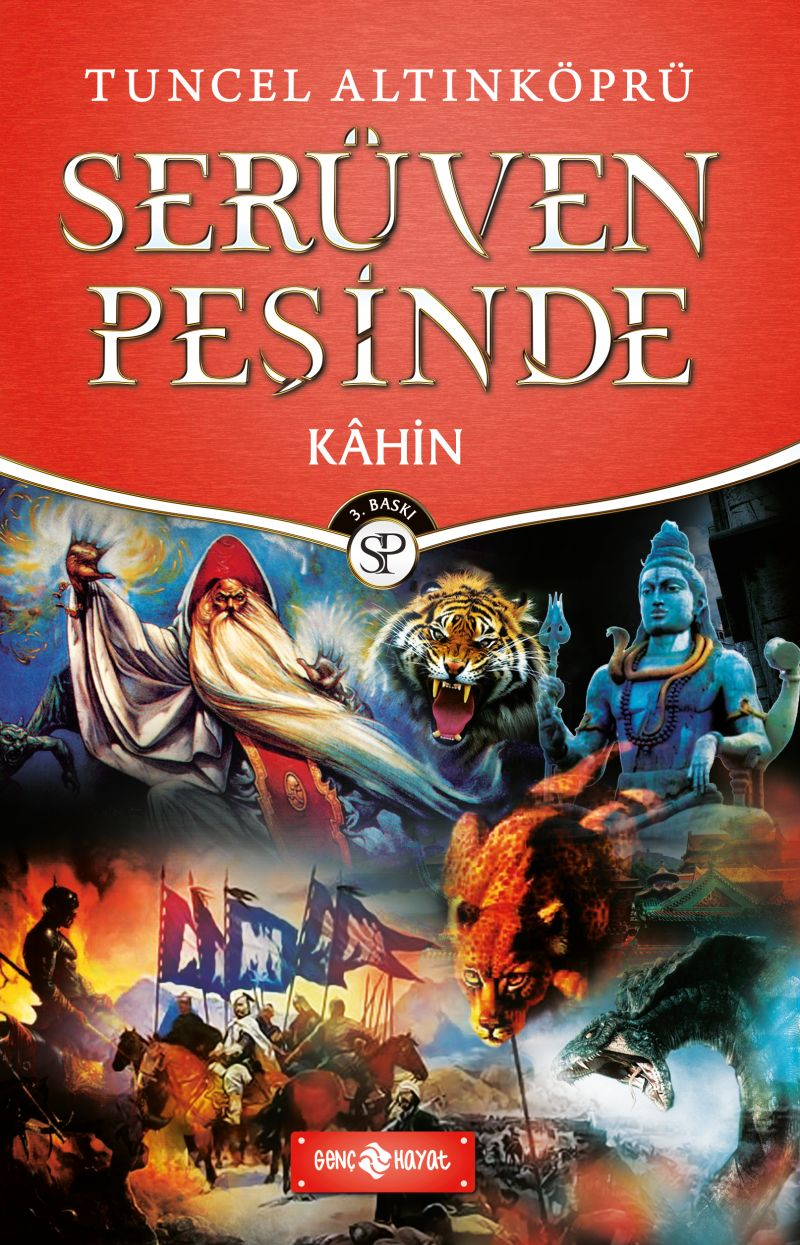 TUNCEL ALTINKÖPRÜ
SERÜVEN
PEŞİNDE
KÂHİN
3. BASKI
SP
GENÇ HAYAT